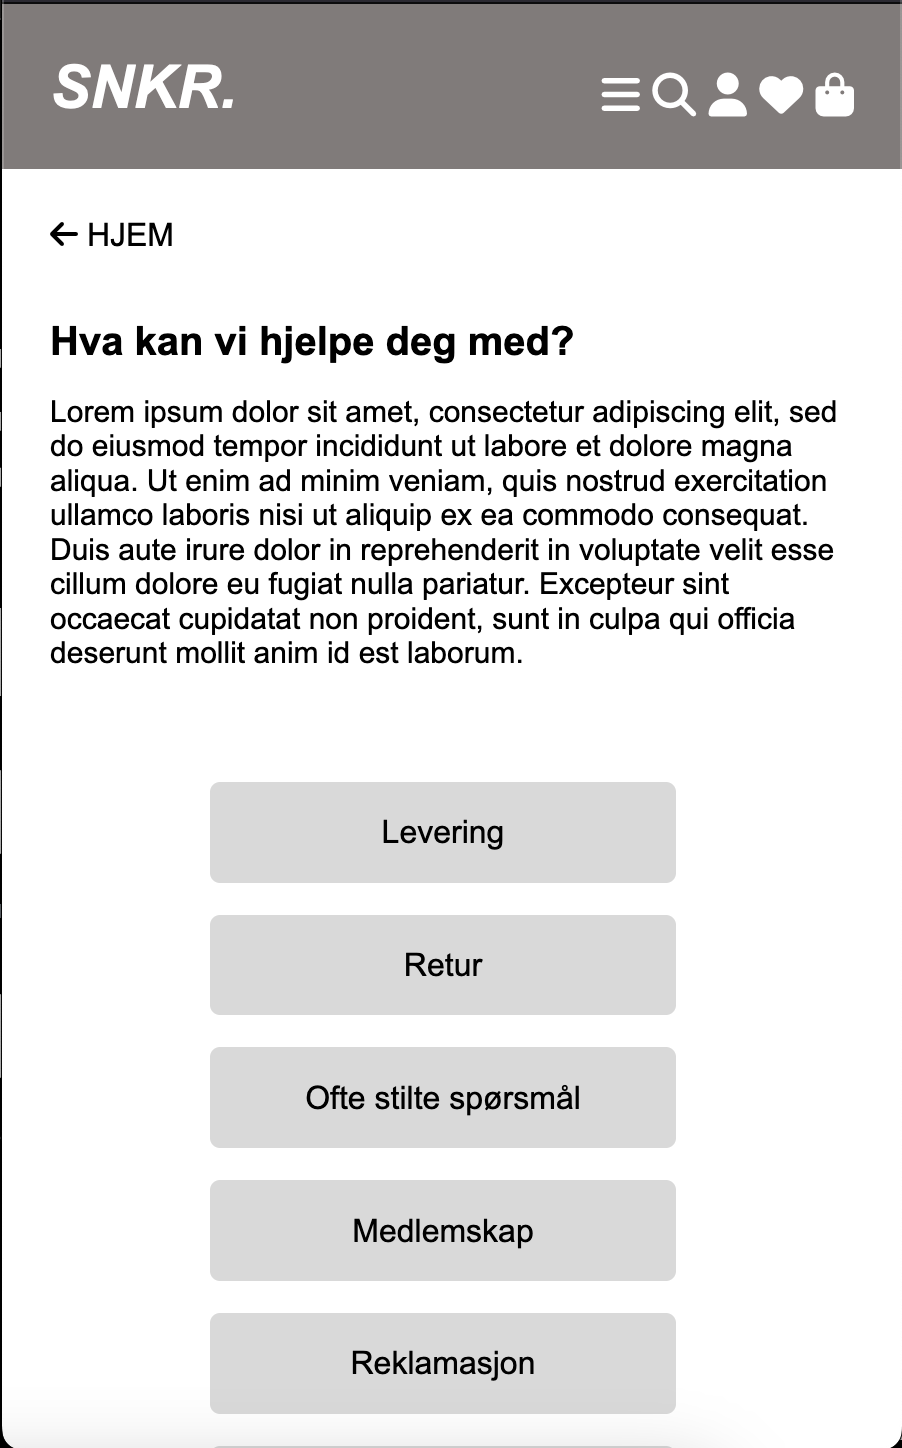 SNKR.
HJEM
Hva kan vi hjelpe deg med?
Lorem ipsum dolor sit amet, consectetur adipiscing elit, sed
do eiusmod tempor incididunt ut labore et dolore magna
aliqua. Ut enim ad minim veniam, quis nostrud exercitation
ullamco laboris nisi ut aliquip ex ea commodo consequat.
Duis aute irure dolor in reprehenderit in voluptate velit esse
cillum dolore eu fugiat nulla pariatur. Excepteur sint
occaecat cupidatat non proident, sunt in culpa qui officia
deserunt mollit anim id est laborum.
Levering
Retur
Ofte stilte spørsmål
Medlemskap
Reklamasjon